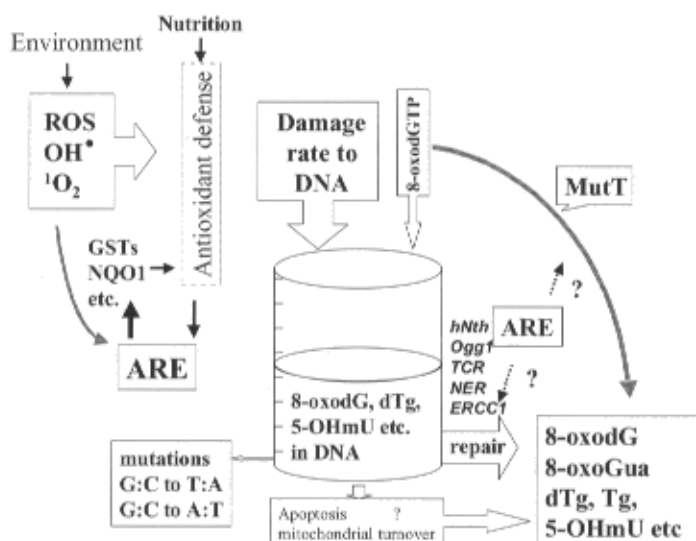 Nutrition
Environment
ROS
OH•
¹O₂
Antioxidant defense
GSTs
NQO1
etc.
ARE
Damage
rate to
DNA
8-oxodGTP
MutT
?
hNth
Ogg1
TCR
NER
ERCC1
ARE
?
8-oxodG, dTg,
5-OHmU etc.
in DNA
repair
mutations
G:C to T:A
G:C to A:T
Apoptosis ?
mitochondrial turnover
8-oxodG
8-oxoGua
dTg, Tg,
5-OHmU etc